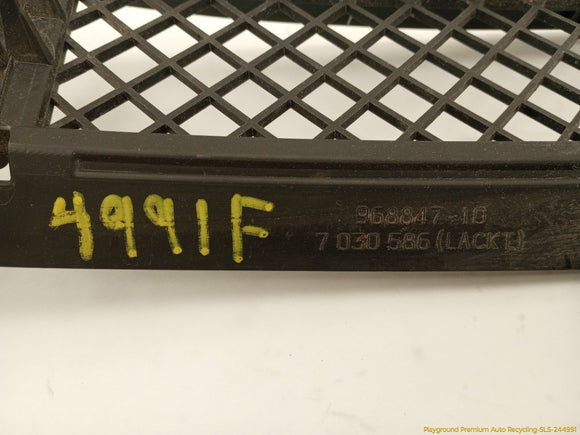 4991F
968847-10
7 030 586 (LACKT.)
Playground Premium Auto Recycling-SLS-244991